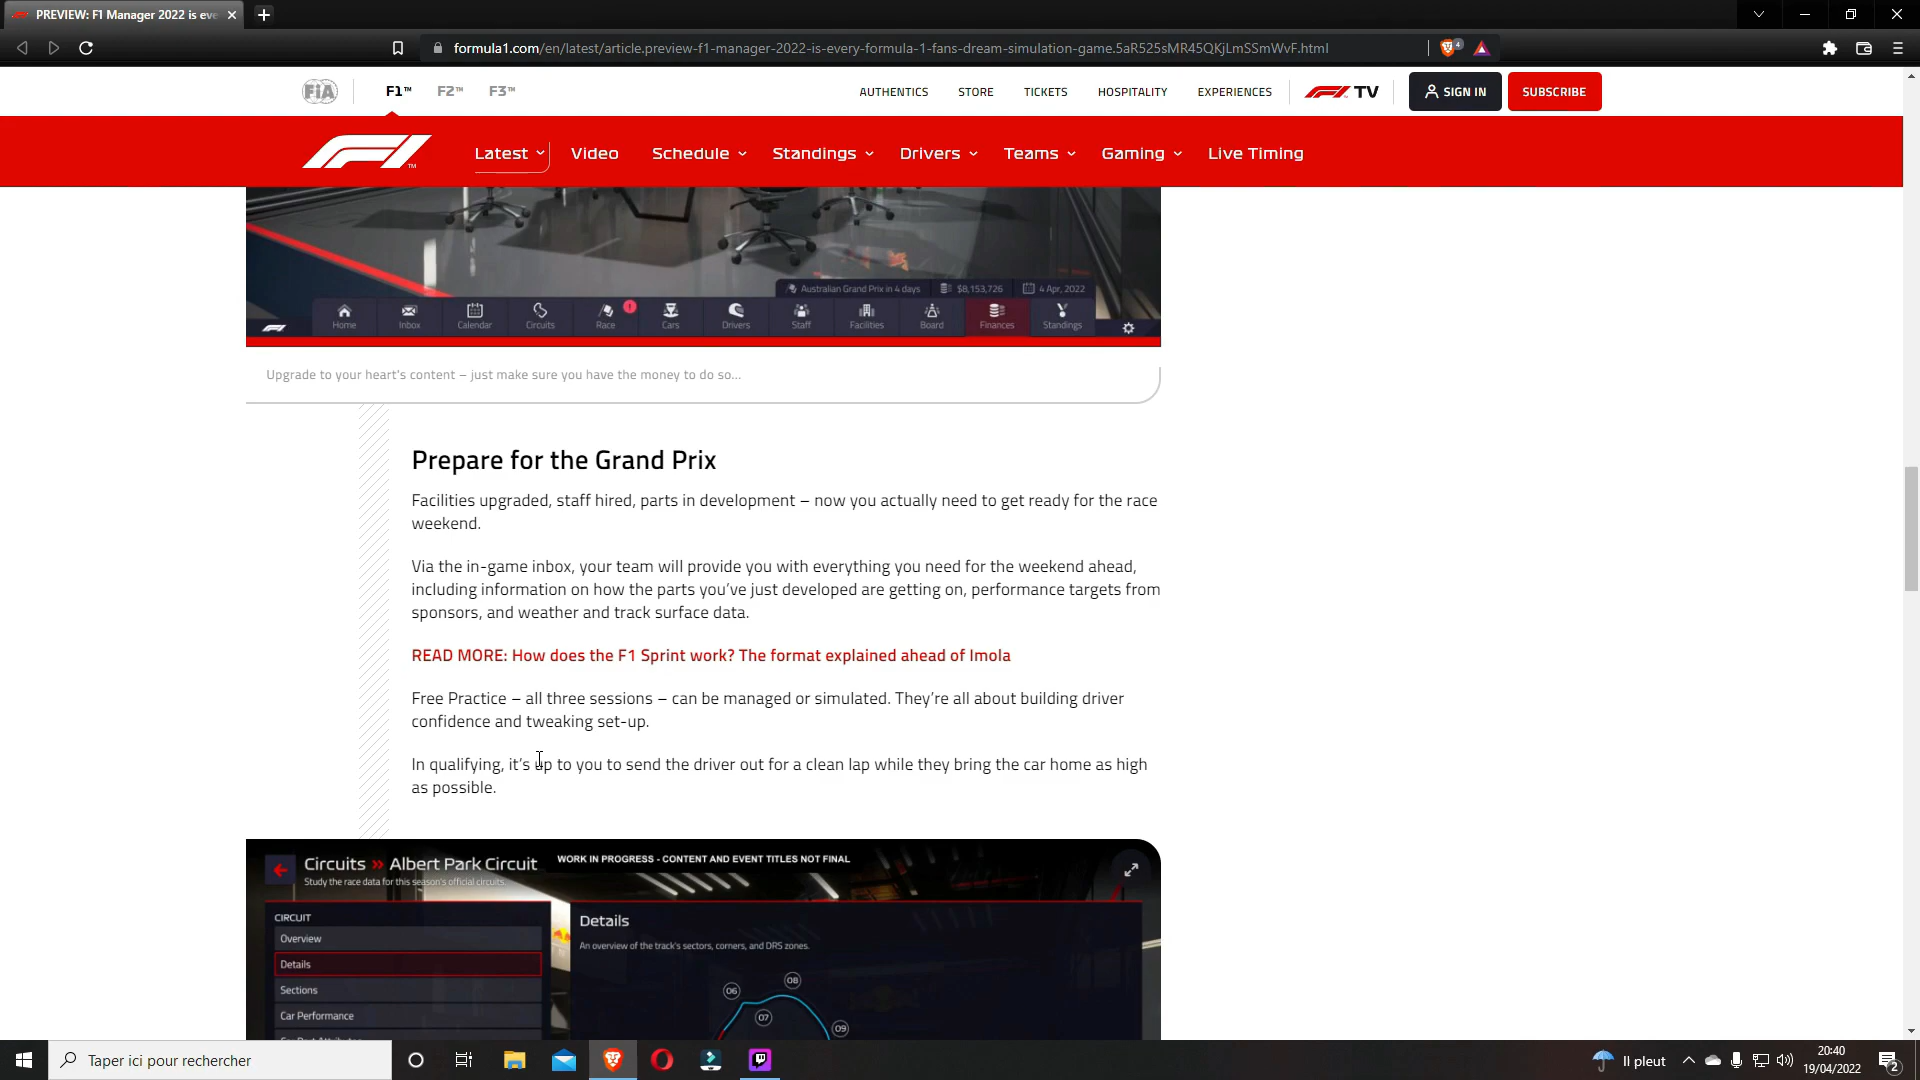 PREVIEW: F1 Manager 2022 is eve
formula1.com/en/latest/article.preview-f1-manager-2022-is-every-formula-1-fans-dream-simulation-game.5aR525sMR45QKjLmSSmWvF.html
4
FIA F1™ F2™ F3™ AUTHENTICS STORE TICKETS HOSPITALITY EXPERIENCES F1 TV SIGN IN SUBSCRIBE
F1 Latest Video Schedule Standings Drivers Teams Gaming Live Timing
Australian Grand Prix in 4 days $8,153,726 4 Apr, 2022
1
Home Inbox Calendar Circuits Race Cars Drivers Staff Facilities Board Finances Standings
Upgrade to your heart's content – just make sure you have the money to do so...
Prepare for the Grand Prix
Facilities upgraded, staff hired, parts in development – now you actually need to get ready for the race
weekend.
Via the in-game inbox, your team will provide you with everything you need for the weekend ahead,
including information on how the parts you’ve just developed are getting on, performance targets from
sponsors, and weather and track surface data.
READ MORE: How does the F1 Sprint work? The format explained ahead of Imola
Free Practice – all three sessions – can be managed or simulated. They’re all about building driver
confidence and tweaking set-up.
In qualifying, it’s up to you to send the driver out for a clean lap while they bring the car home as high
as possible.
Circuits » Albert Park Circuit WORK IN PROGRESS - CONTENT AND EVENT TITLES NOT FINAL
Study the race data for this season's official circuits
CIRCUIT
Overview
Details
Sections
Car Performance
Details
An overview of the track's sectors, corners, and DRS zones.
06
08
07
09
Taper ici pour rechercher
Il pleut
20:40
19/04/2022
2